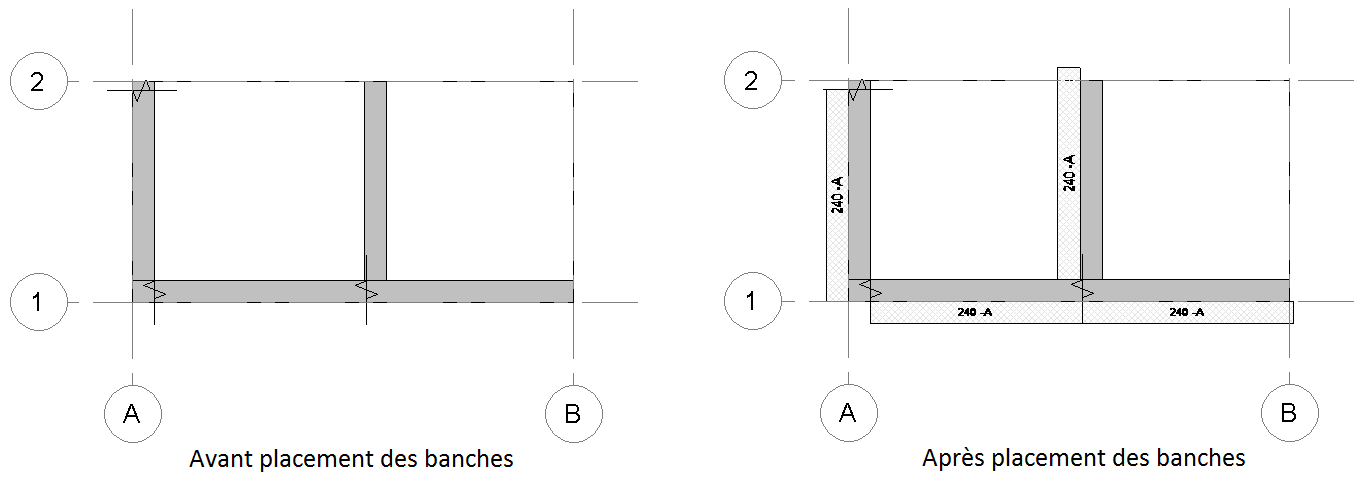 2
1
A
B
Avant placement des banches
2
240 -A
240 -A
1
240 -A
240 -A
A
B
Après placement des banches